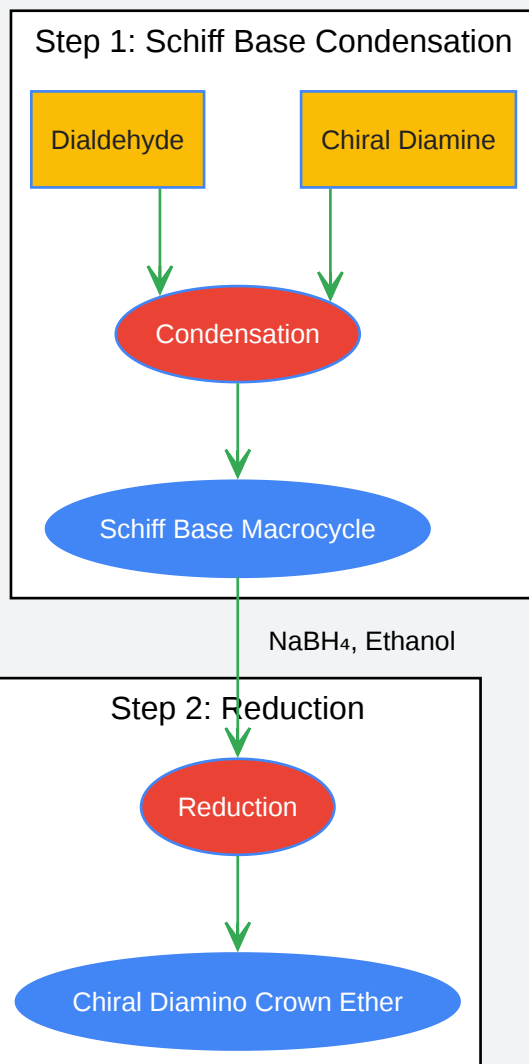 Step 1: Schiff Base Condensation
Dialdehyde
Chiral Diamine
Condensation
Schiff Base Macrocycle
NaBH₄, Ethanol
Step 2: Reduction
Reduction
Chiral Diamino Crown Ether